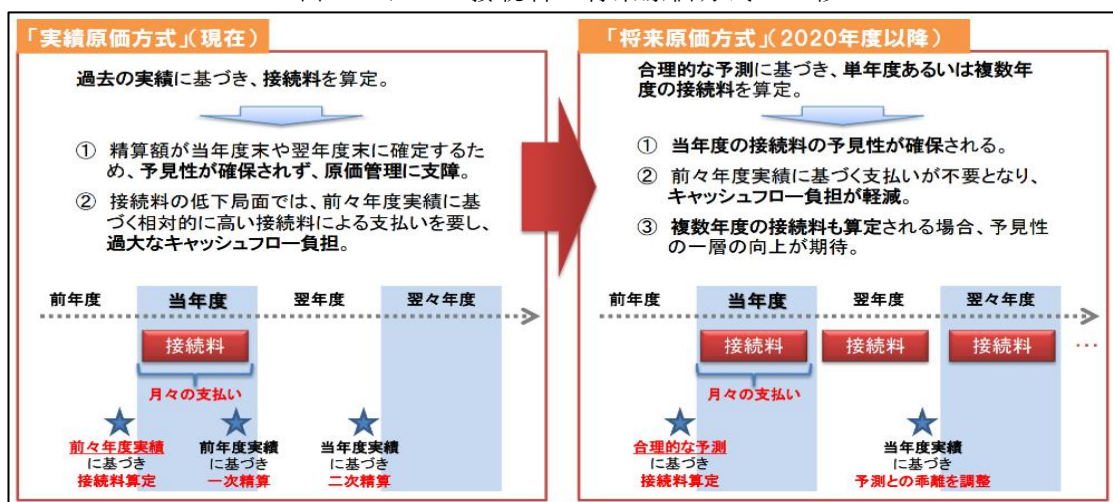 「実績原価方式」(現在)
過去の実績に基づき、接続料を算定。
① 精算額が当年度末や翌年度末に確定するた
め、予見性が確保されず、原価管理に支障。
② 接続料の低下局面では、前々年度実績に基
づく相対的に高い接続料による支払いを要し、
過大なキャッシュフロー負担。
前年度 当年度 翌年度 翌々年度
接続料
月々の支払い
前々年度実績
に基づき
接続料算定
前年度実績
に基づき
一次精算
当年度実績
に基づき
二次精算
「将来原価方式」(2020年度以降)
合理的な予測に基づき、単年度あるいは複数年
度の接続料を算定。
① 当年度の接続料の予見性が確保される。
② 前々年度実績に基づく支払いが不要となり、
キャッシュフロー負担が軽減。
③ 複数年度の接続料も算定される場合、予見性
の一層の向上が期待。
前年度 当年度 翌年度 翌々年度
接続料 接続料 接続料 …
月々の支払い
合理的な予測
に基づき
接続料算定
当年度実績
に基づき
予測との乖離を調整